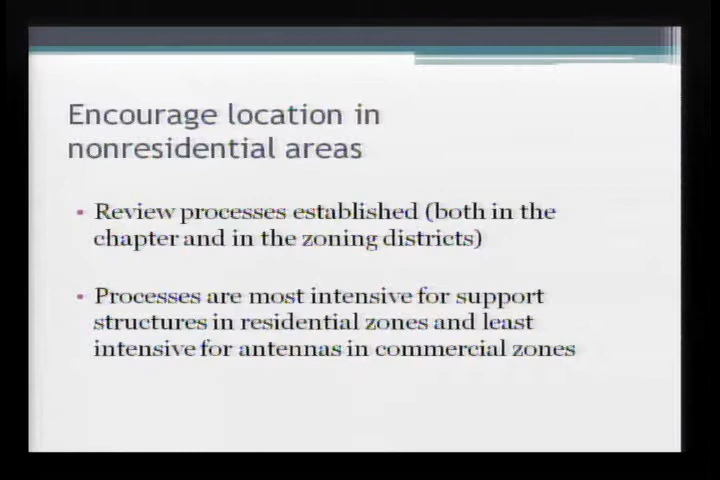 Encourage location in
nonresidential areas
▪ Review processes established (both in the
chapter and in the zoning districts)
▪ Processes are most intensive for support
structures in residential zones and least
intensive for antennas in commercial zones